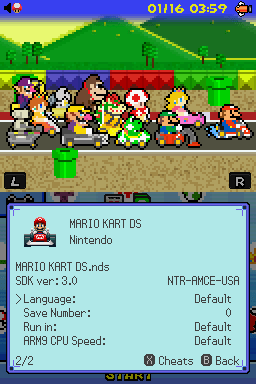 01/16 03:59
L R
MARIO KART DS
Nintendo
MARIO KART DS.nds
SDK ver: 3.0 NTR-AMCE-USA
>Language: Default
Save Number: 0
Run in: Default
ARM9 CPU Speed: Default
2/2 X Cheats B Back
START